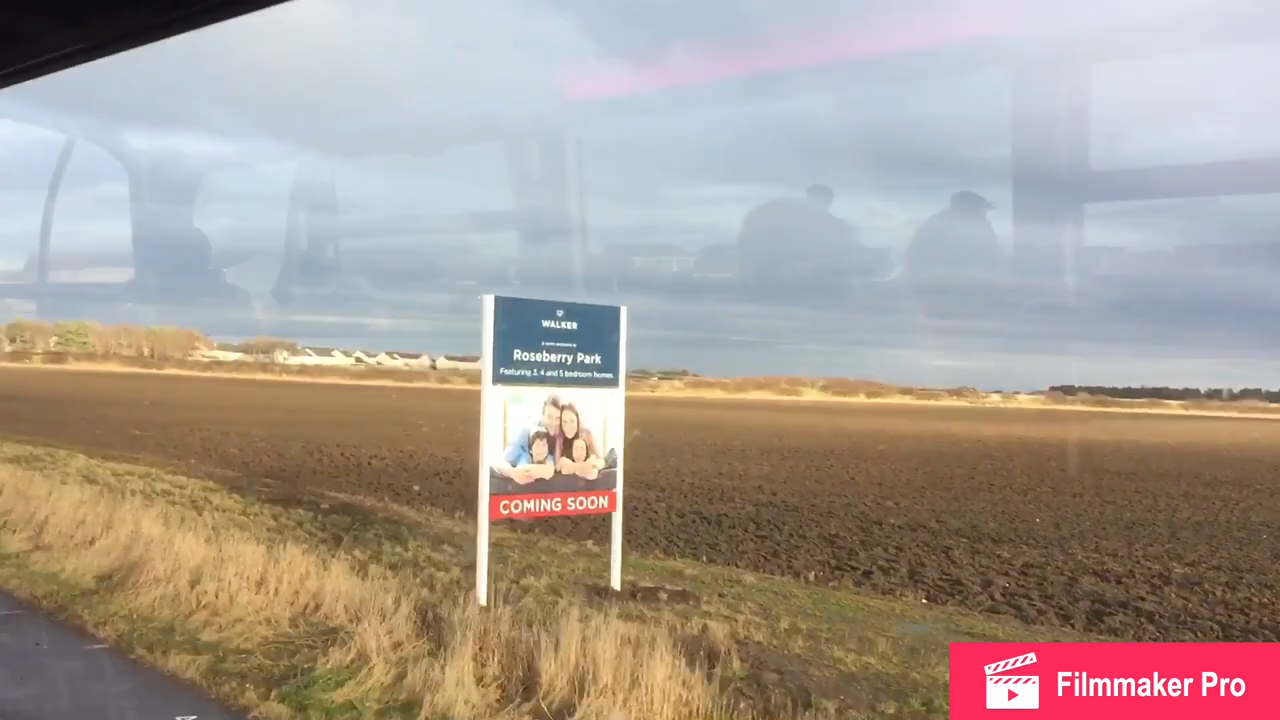 WALKER
Roseberry Park
Featuring 3, 4 and 5 bedroom homes.
COMING SOON
Filmmaker Pro